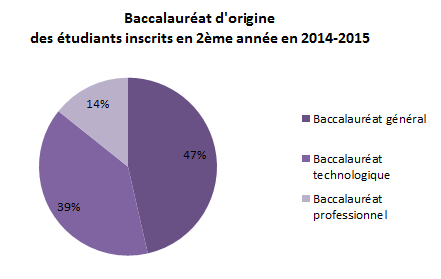 Baccalauréat d'origine
des étudiants inscrits en 2ème année en 2014-2015
14%
47%
39%
Baccalauréat général
Baccalauréat
technologique
Baccalauréat
professionnel